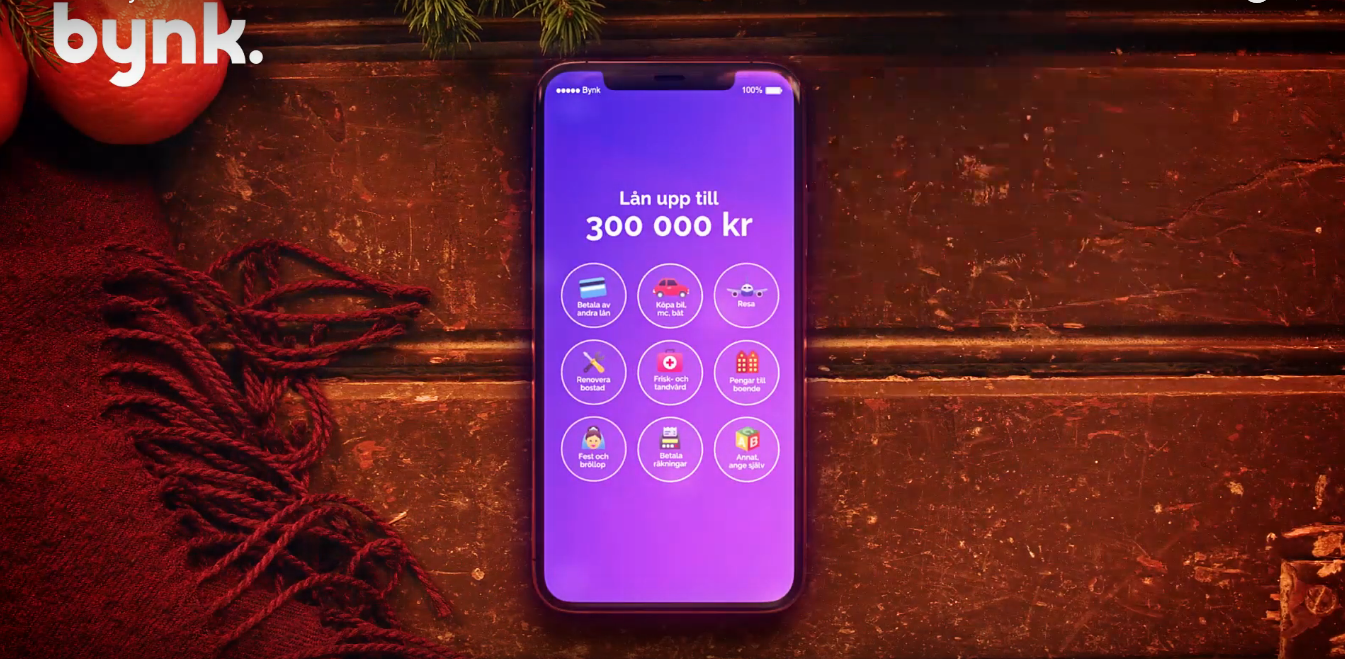 bynk.
Bynk
100%
Lån upp till
300 000 kr
Betala av
andra lån
Köpa bil,
mc, båt
Resa
Renovera
bostad
Frisk- och
tandvård
Pengar till
boende
Fest och
bröllop
Betala
räkningar
Annat,
ange själv